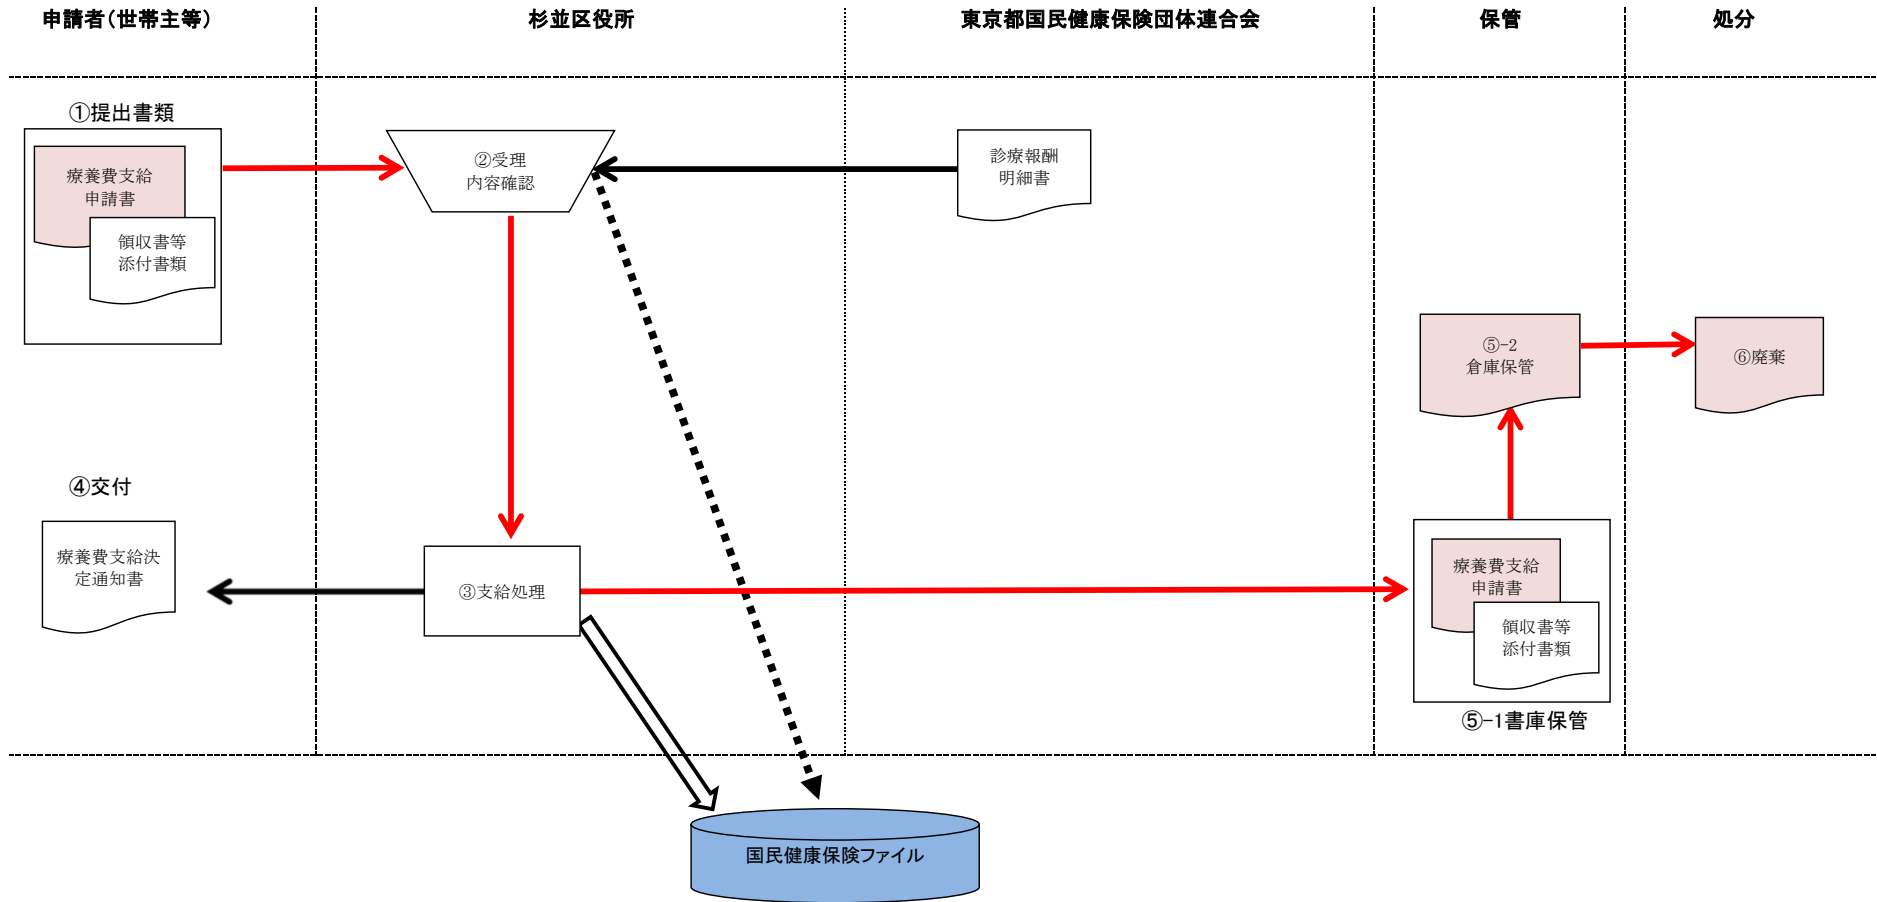 申請者(世帯主等)
杉並区役所
東京都国民健康保険団体連合会
保管
処分
①提出書類
療養費支給
申請書
領収書等
添付書類
②受理
内容確認
診療報酬
明細書
⑤-2
倉庫保管
⑥廃棄
④交付
療養費支給決
定通知書
③支給処理
療養費支給
申請書
領収書等
添付書類
⑤-1書庫保管
国民健康保険ファイル